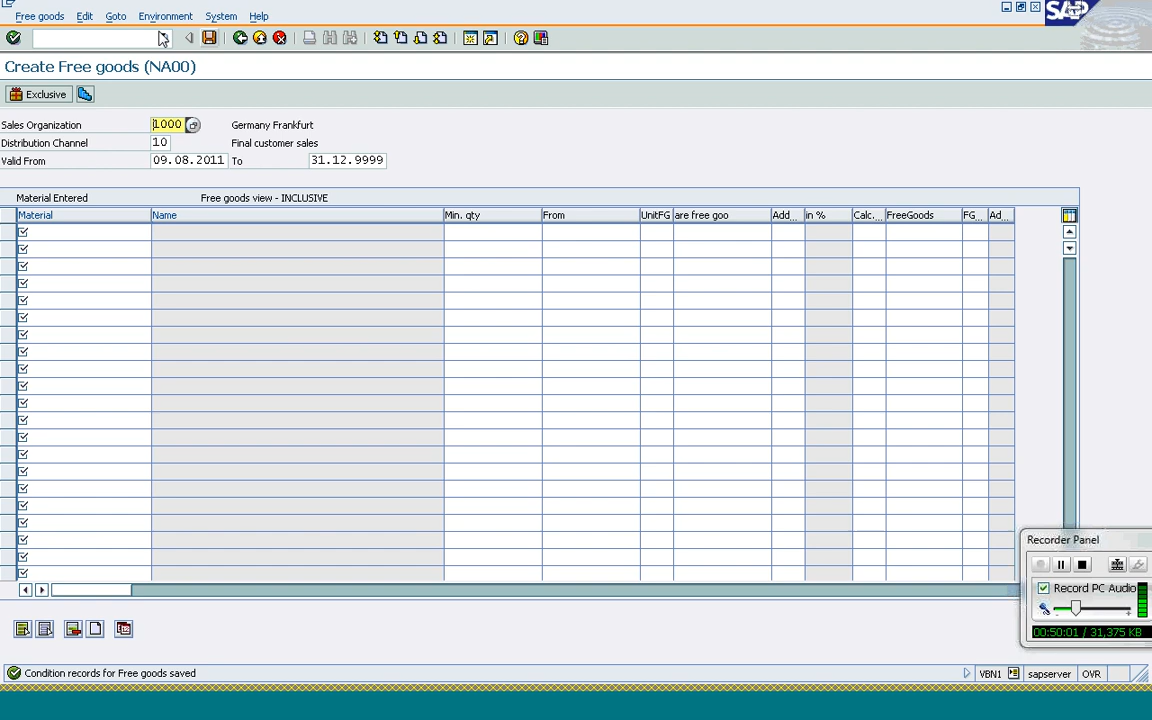 Free goods Edit Goto Environment System Help
SAP
Create Free goods (NA00)
Exclusive
Sales Organization 1000 Germany Frankfurt
Distribution Channel 10 Final customer sales
Valid From 09.08.2011 To 31.12.9999
Material Entered Free goods view - INCLUSIVE
Material Name Min. qty From UnitFG are free goo Add... in % Calc.... FreeGoods FG... Ad...
Recorder Panel
Record PC Audio
00:50:01 / 31,375 KB
Condition records for Free goods saved VBN1 sapserver OVR